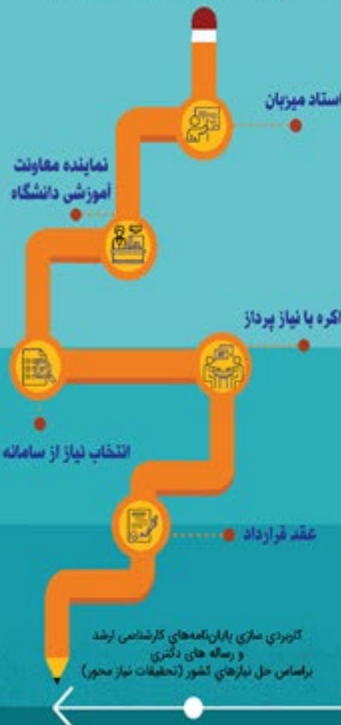 استاد میزبان
نماینده معاونت
آموزشی دانشگاه
با نیاز پرداز
انتخاب نیاز از سامانه
عقد قرارداد
کاربردی سازی پایان‌نامه‌های کارشناسی ارشد
و رساله های دکتری
براساس حل نیازهای کشور (تحقیقات نیاز محور)